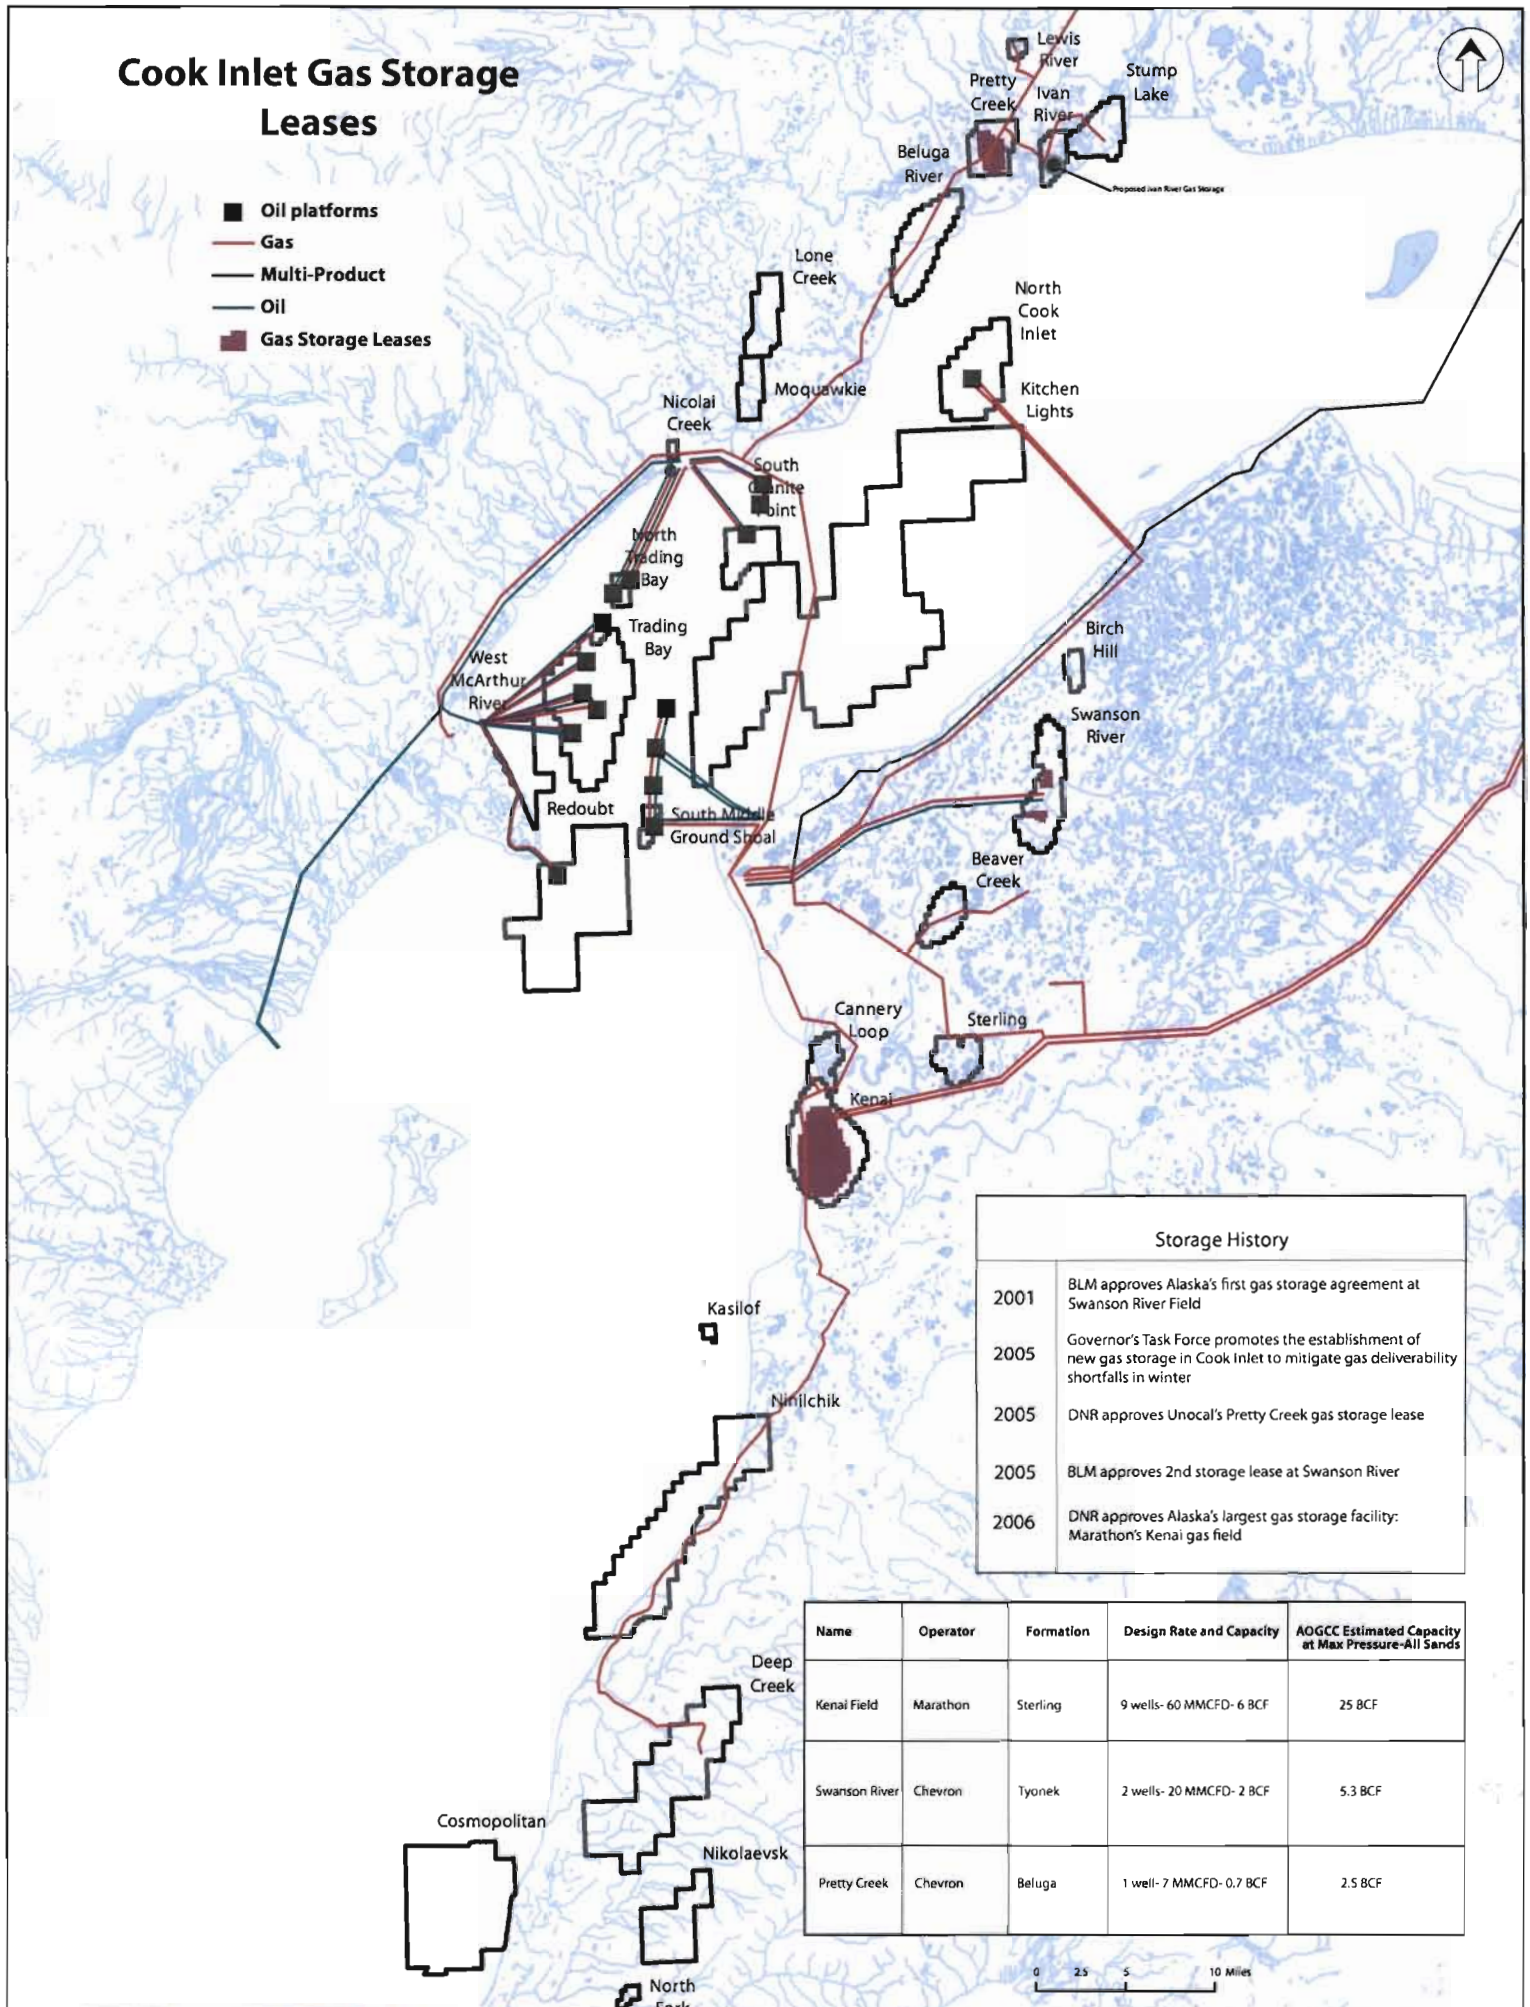 Cook Inlet Gas Storage
Leases
Oil platforms
Gas
Multi-Product
Oil
Gas Storage Leases
Lewis
River
Pretty
Creek
Ivan
River
Stump
Lake
Beluga
River
Proposed Ivan River Gas Storage
Lone
Creek
North
Cook
Inlet
Moquawkie
Kitchen
Lights
Nicolai
Creek
South
Granite
Point
North
Trading
Bay
Trading
Bay
Birch
Hill
West
McArthur
River
Swanson
River
Redoubt
South Middle
Ground Shoal
Beaver
Creek
Cannery
Loop
Sterling
Kenai
Storage History
2001 BLM approves Alaska's first gas storage agreement at
Swanson River Field
2005 Governor's Task Force promotes the establishment of
new gas storage in Cook Inlet to mitigate gas deliverability
shortfalls in winter
2005 DNR approves Unocal's Pretty Creek gas storage lease
2005 BLM approves 2nd storage lease at Swanson River
2006 DNR approves Alaska's largest gas storage facility:
Marathon's Kenai gas field
Kasilof
Ninilchik
Name Operator Formation Design Rate and Capacity AOGCC Estimated Capacity
at Max Pressure-All Sands
Kenai Field Marathon Sterling 9 wells- 60 MMCFD- 6 BCF 25 BCF
Swanson River Chevron Tyonek 2 wells- 20 MMCFD- 2 BCF 5.3 BCF
Pretty Creek Chevron Beluga 1 well- 7 MMCFD- 0.7 BCF 2.5 BCF
Deep
Creek
Cosmopolitan
Nikolaevsk
North
Fork
0 2.5 5 10 Miles